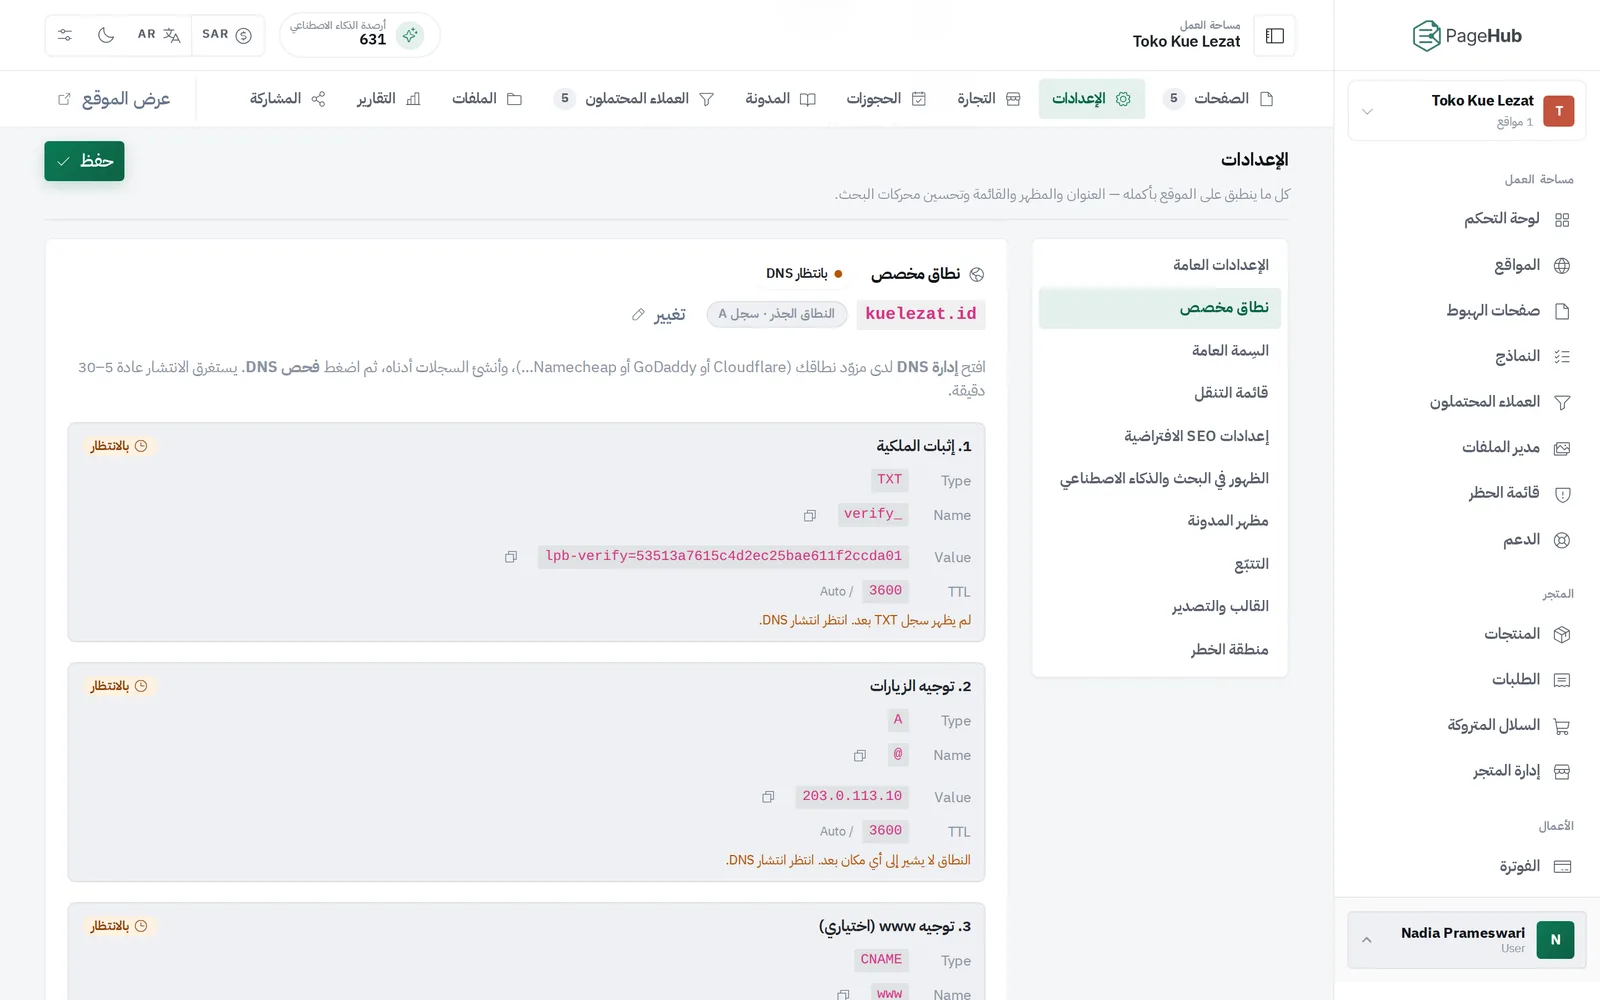 PageHub
Toko Kue Lezat
1 مواقع
T
مساحة العمل
لوحة التحكم
المواقع
صفحات الهبوط
النماذج
العملاء المحتملون
مدير الملفات
قائمة الحظر
الدعم
المتجر
المنتجات
الطلبات
السلال المتروكة
إدارة المتجر
الأعمال
الفوترة
Nadia Prameswari
User
N
مساحة العمل
Toko Kue Lezat
أرصدة الذكاء الاصطناعي
631
SAR
AR
الصفحات 5
الإعدادات
التجارة
الحجوزات
المدونة
العملاء المحتملون 5
الملفات
التقارير
المشاركة
عرض الموقع
الإعدادات
كل ما ينطبق على الموقع بأكمله — العنوان والمظهر والقائمة وتحسين محركات البحث.
حفظ
الإعدادات العامة
نطاق مخصص
السِمة العامة
قائمة التنقل
إعدادات SEO الافتراضية
الظهور في البحث والذكاء الاصطناعي
مظهر المدونة
التتبّع
القالب والتصدير
منطقة الخطر
نطاق مخصص
بانتظار DNS
kuelezat.id
النطاق الجذر · سجل A
تغيير
افتح إدارة DNS لدى مزوّد نطاقك (Cloudflare أو GoDaddy أو Namecheap...)، وأنشئ السجلات أدناه، ثم اضغط فحص DNS. يستغرق الانتشار عادة 5–30
دقيقة.
1. إثبات الملكية
بالانتظار
Type TXT
Name verify_
Value lpb-verify=53513a7615c4d2ec25bae611f2ccda01
TTL 3600 / Auto
لم يظهر سجل TXT بعد. انتظر انتشار DNS.
2. توجيه الزيارات
بالانتظار
Type A
Name @
Value 203.0.113.10
TTL 3600 / Auto
النطاق لا يشير إلى أي مكان بعد. انتظر انتشار DNS.
3. توجيه www (اختياري)
بالانتظار
Type CNAME
Name www